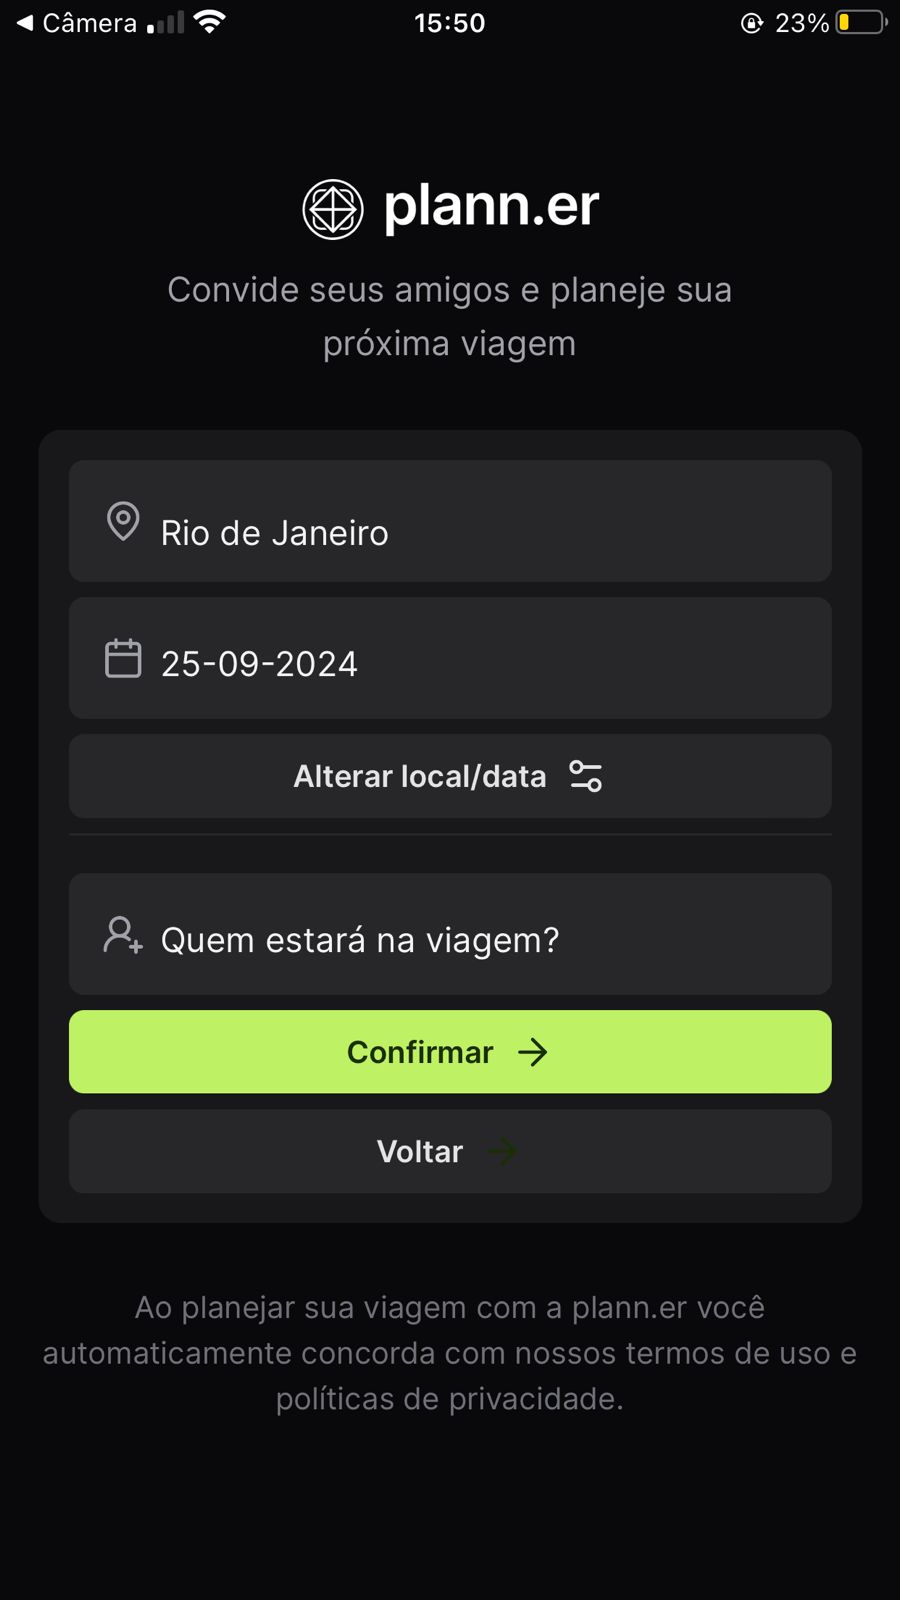 Câmera 15:50 23%
plann.er
Convide seus amigos e planeje sua
próxima viagem
Rio de Janeiro
25-09-2024
Alterar local/data
Quem estará na viagem?
Confirmar
Voltar
Ao planejar sua viagem com a plann.er você
automaticamente concorda com nossos termos de uso e
políticas de privacidade.